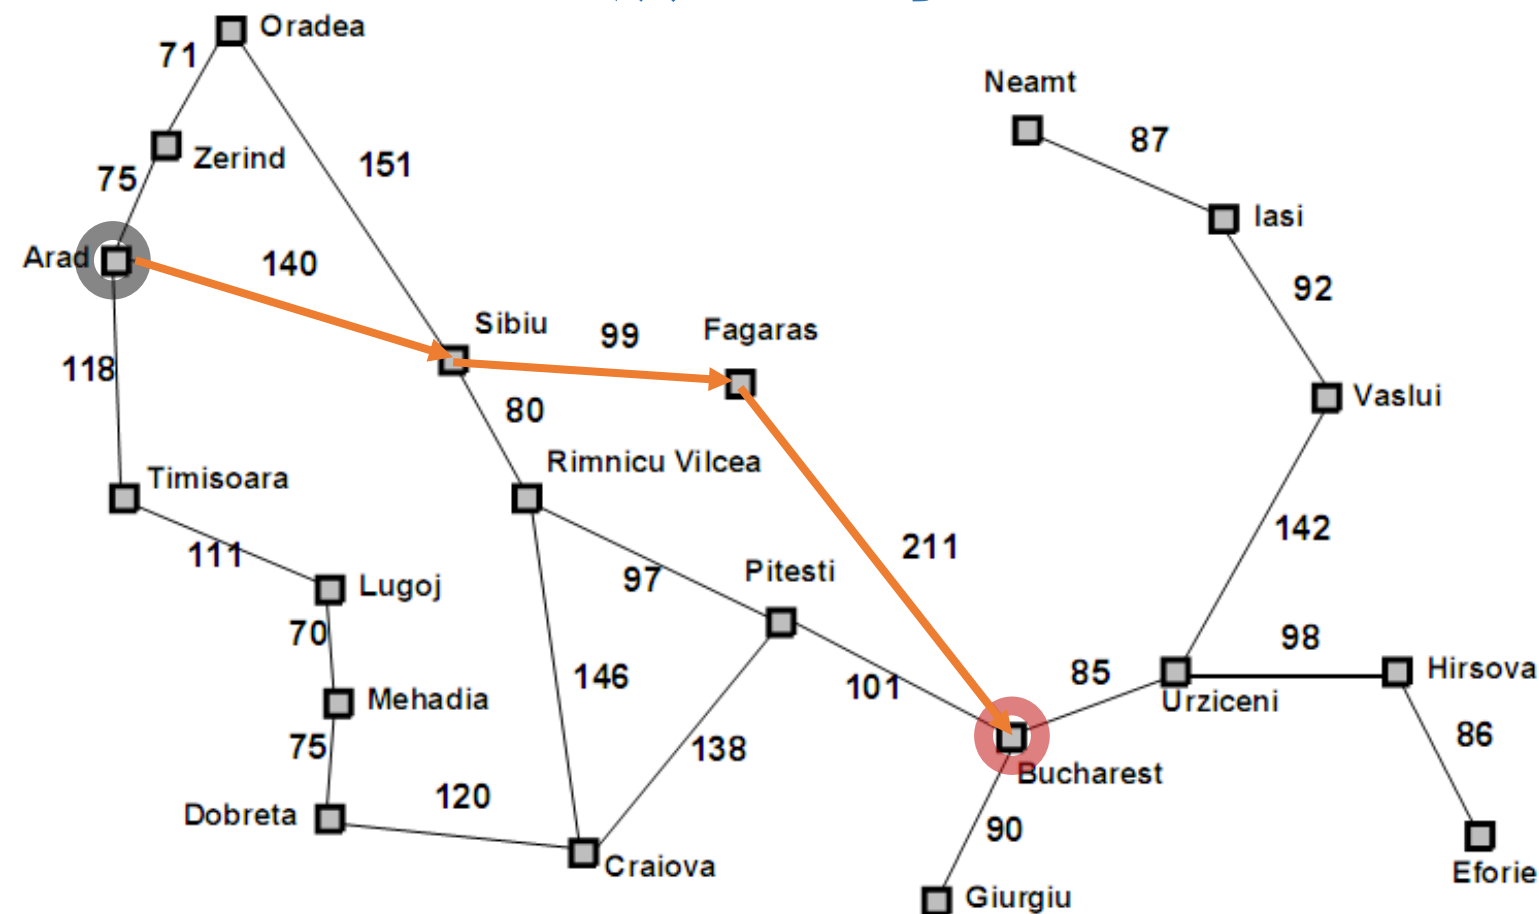 Oradea
71
Neamt
87
Zerind
151
75
Iasi
Arad
140
92
Sibiu
99
Fagaras
118
80
Vaslui
Rimnicu Vilcea
Timisoara
142
211
111
Pitesti
97
Lugoj
70
98
146
85
Hirsova
101
Mehadia
Urziceni
75
138
86
Bucharest
120
Dobreta
90
Craiova
Eforie
Giurgiu